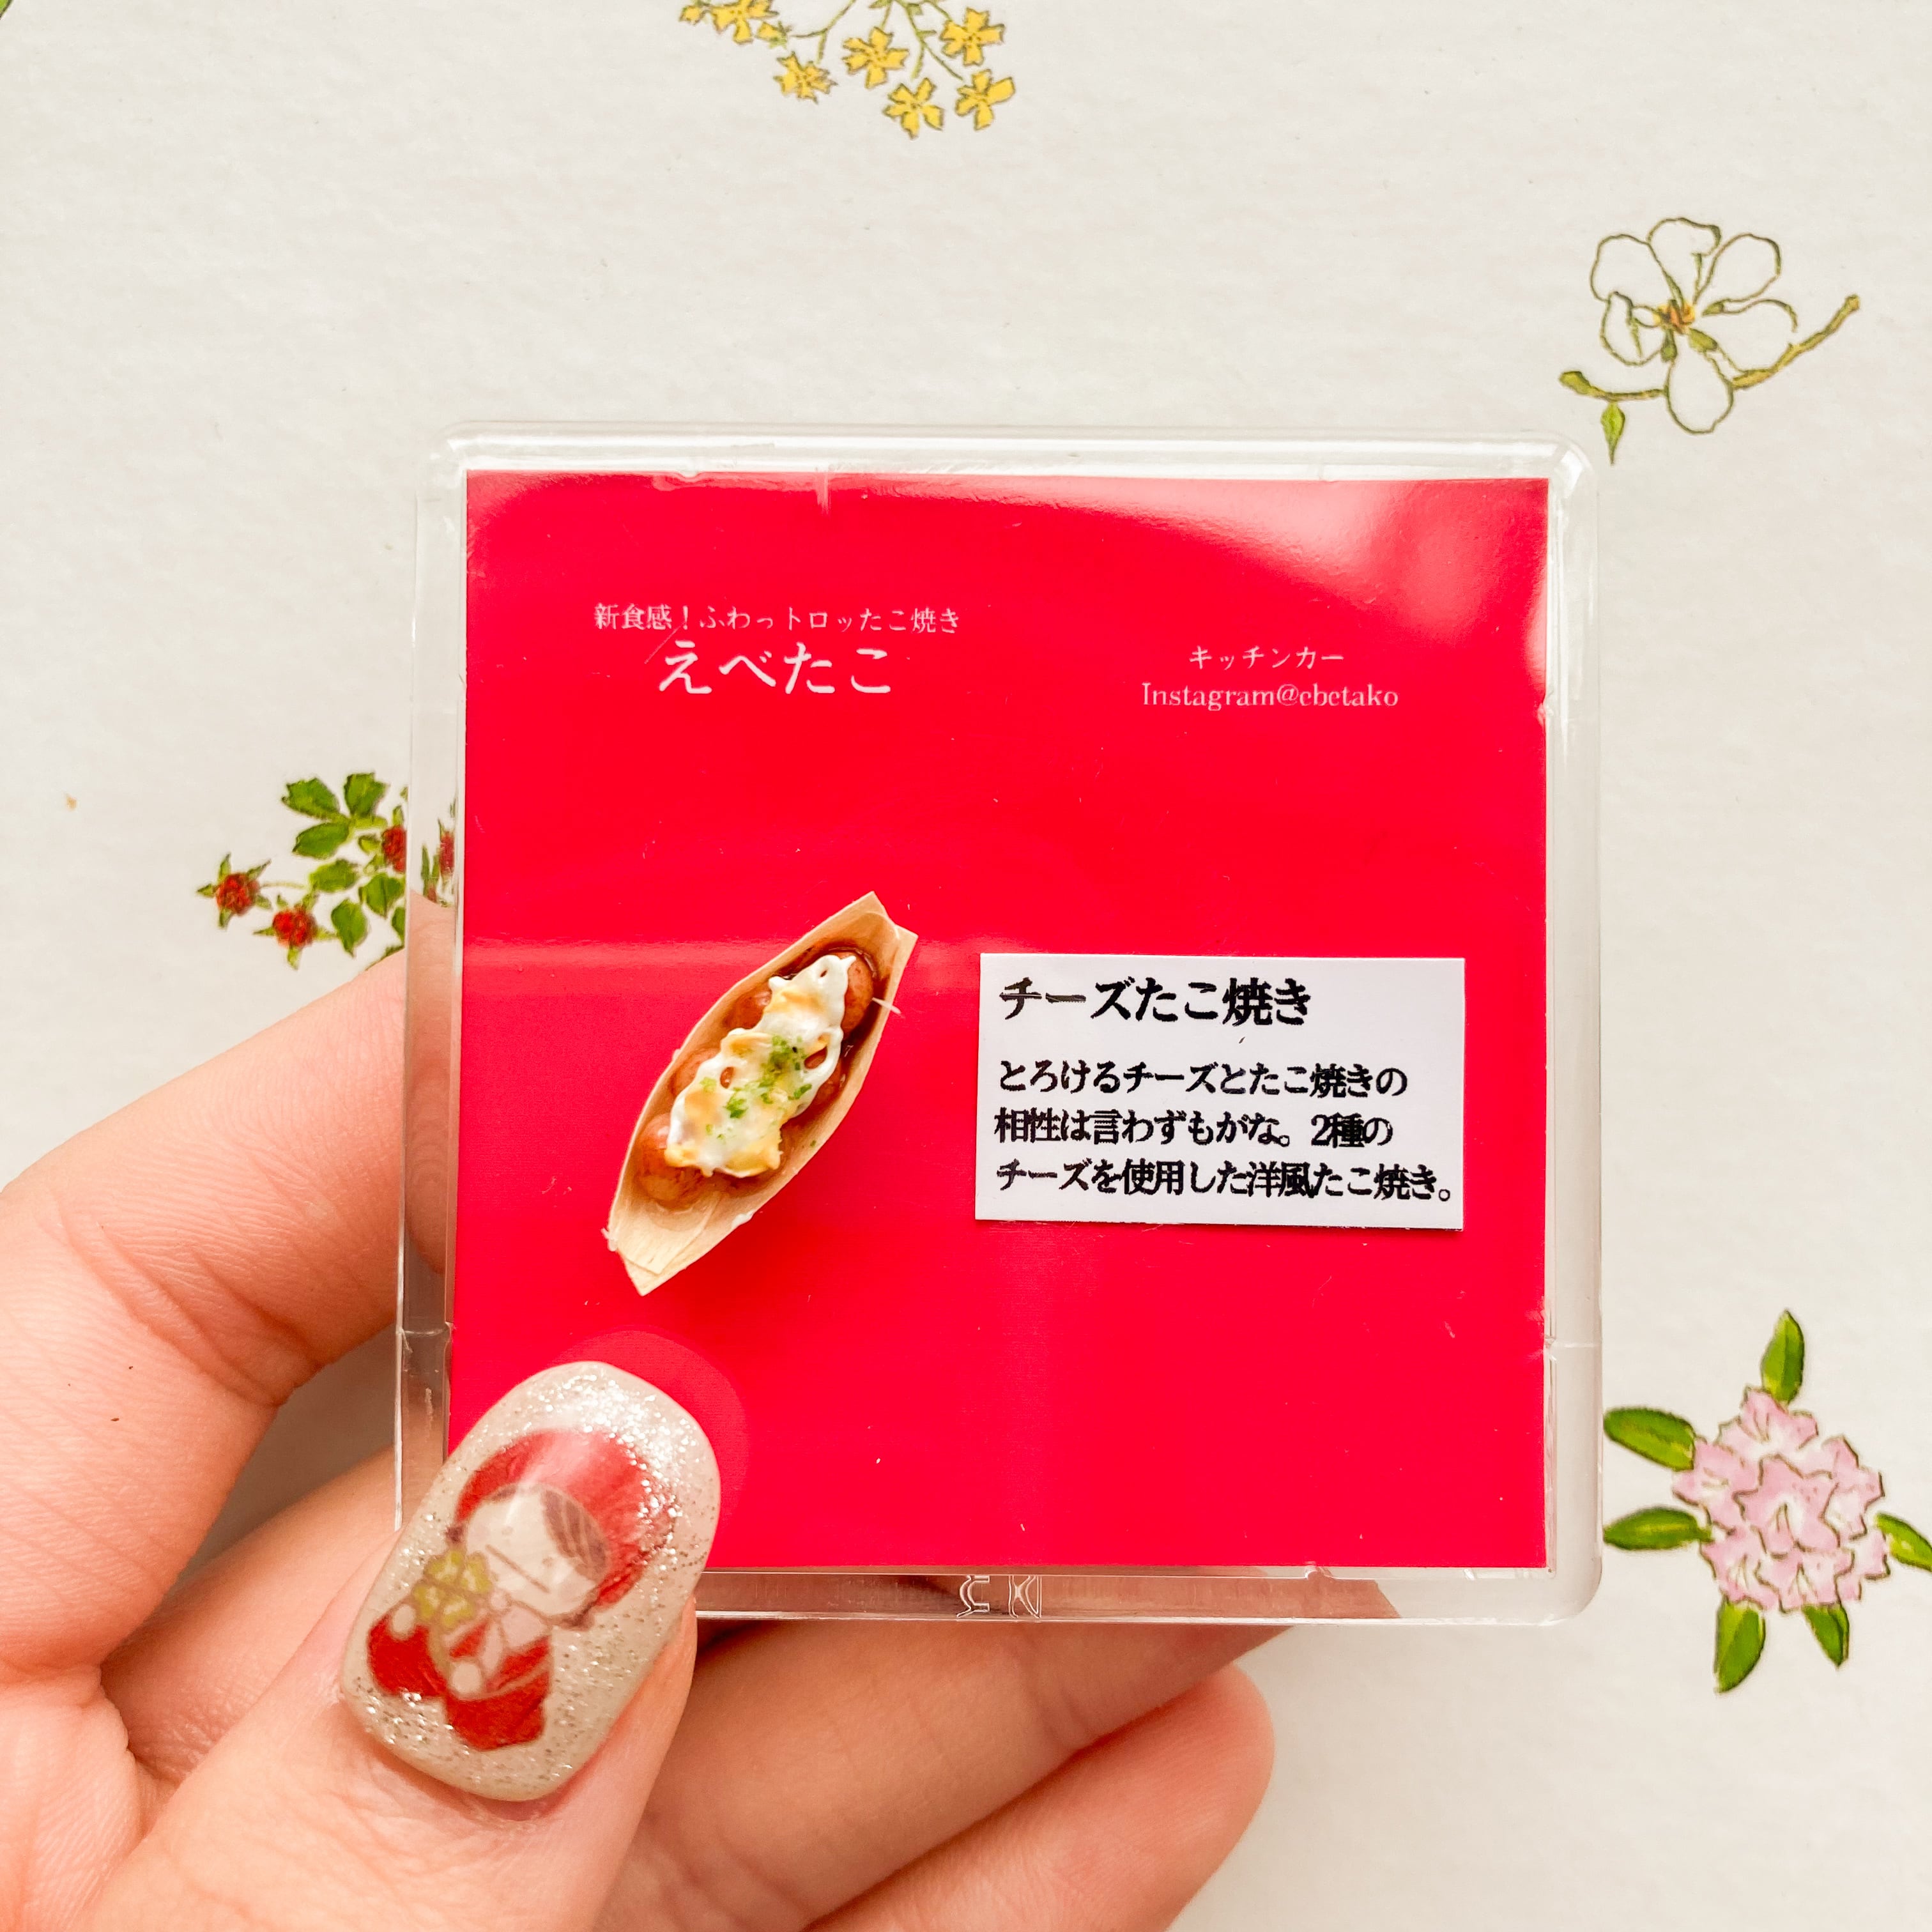 新食感！ふわっトロッたこ焼き
えべたこ
キッチンカー
Instagram@ebetako
チーズたこ焼き
とろけるチーズとたこ焼きの
相性は言わずもがな。2種の
チーズを使用した洋風たこ焼き。